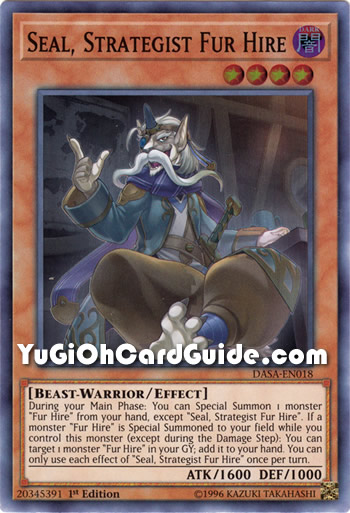 Seal, Strategist Fur Hire
DARK
闇
YuGiOhCardGuide.com
DASA-EN018
[Beast-Warrior/Effect]
During your Main Phase: You can Special Summon 1 monster
"Fur Hire" from your hand, except "Seal, Strategist Fur Hire". If a
monster "Fur Hire" is Special Summoned to your field while you
control this monster (except during the Damage Step): You can
target 1 monster "Fur Hire" in your GY; add it to your hand. You can
only use each effect of "Seal, Strategist Fur Hire" once per turn.
ATK/1600 DEF/1000
20345391 1st Edition ©1996 KAZUKI TAKAHASHI